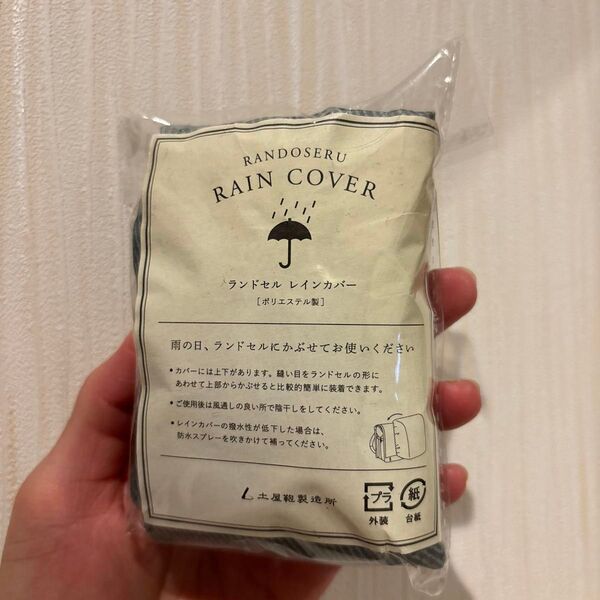 RANDOSERU
RAIN COVER
ランドセル レインカバー
[ポリエステル製]
雨の日、ランドセルにかぶせてお使いください
•カバーには上下があります。縫い目をランドセルの形に
あわせて上部からかぶせると比較的簡単に装着できます。
•ご使用後は風通しの良い所で陰干しをしてください。
•レインカバーの撥水性が低下した場合は、
防水スプレーを吹きかけて補ってください。
土屋鞄製造所
プラ
外装
紙
台紙